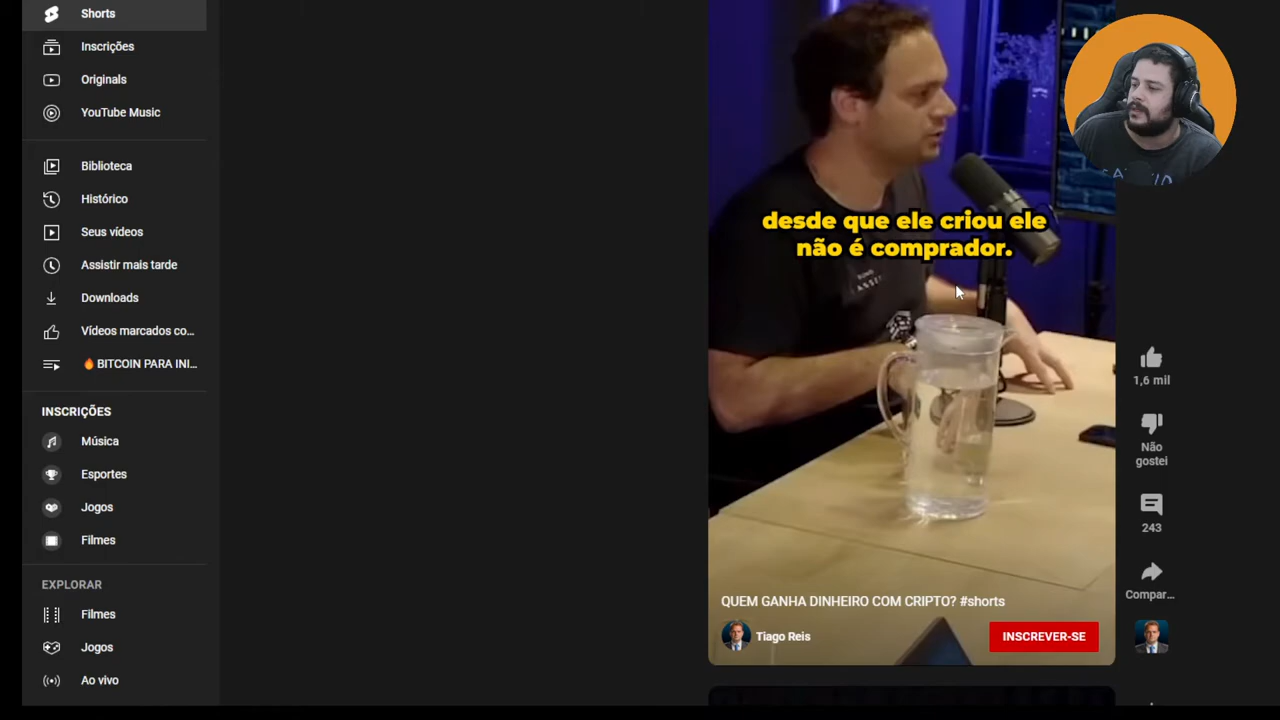 Shorts
Inscrições
Originals
YouTube Music
Biblioteca
Histórico
Seus vídeos
Assistir mais tarde
Downloads
Vídeos marcados co...
🔥BITCOIN PARA INI...
INSCRIÇÕES
Música
Esportes
Jogos
Filmes
EXPLORAR
Filmes
Jogos
Ao vivo
desde que ele criou ele
não é comprador.
QUEM GANHA DINHEIRO COM CRIPTO? #shorts
Tiago Reis
INSCREVER-SE
1,6 mil
Não
gostei
243
Compar...